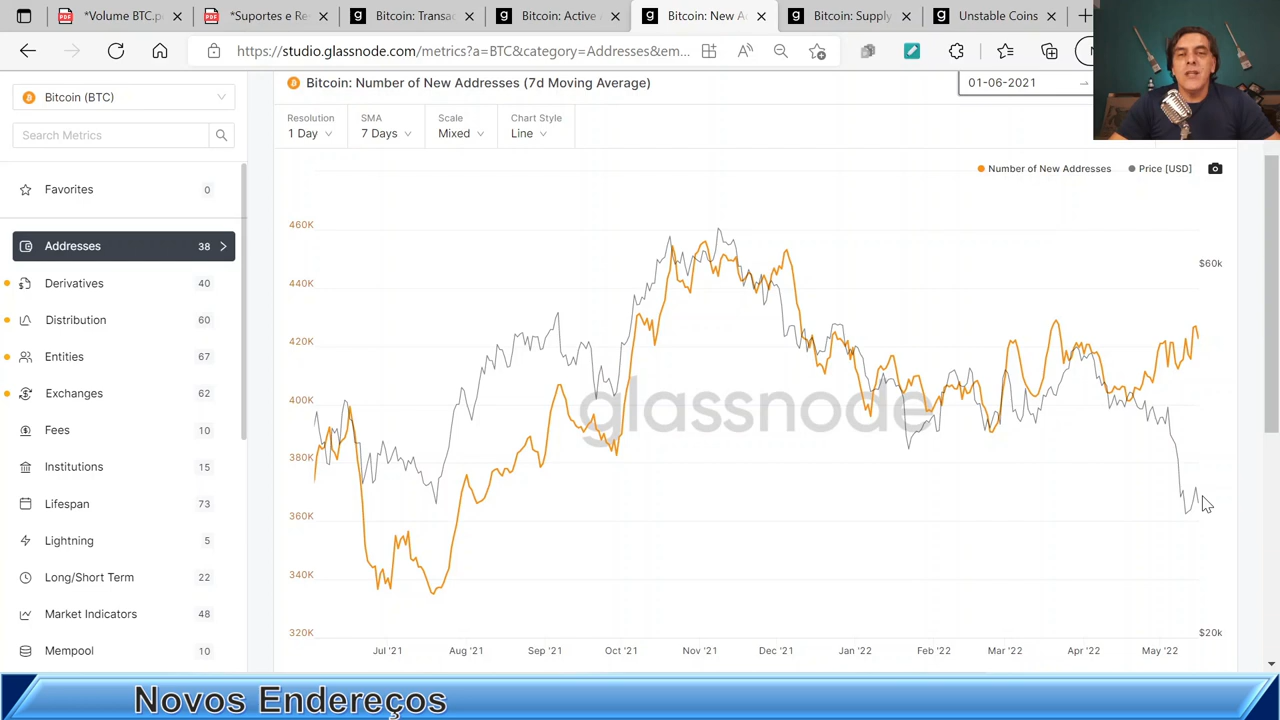 Volume BTC.p
Suportes e Res
Bitcoin: Transac
Bitcoin: Active
Bitcoin: New A
Bitcoin: Supply
Unstable Coins
https://studio.glassnode.com/metrics?a=BTC&category=Addresses&em...
Bitcoin (BTC)
Search Metrics
Favorites 0
Addresses 38
Derivatives 40
Distribution 60
Entities 67
Exchanges 62
Fees 10
Institutions 15
Lifespan 73
Lightning 5
Long/Short Term 22
Market Indicators 48
Mempool 10
Bitcoin: Number of New Addresses (7d Moving Average)
01-06-2021
Resolution
1 Day
SMA
7 Days
Scale
Mixed
Chart Style
Line
Number of New Addresses
Price [USD]
460K
440K
420K
400K
380K
360K
340K
320K
$60k
$20k
glassnode
Jul '21
Aug '21
Sep '21
Oct '21
Nov '21
Dec '21
Jan '22
Feb '22
Mar '22
Apr '22
May '22
Novos Endereços